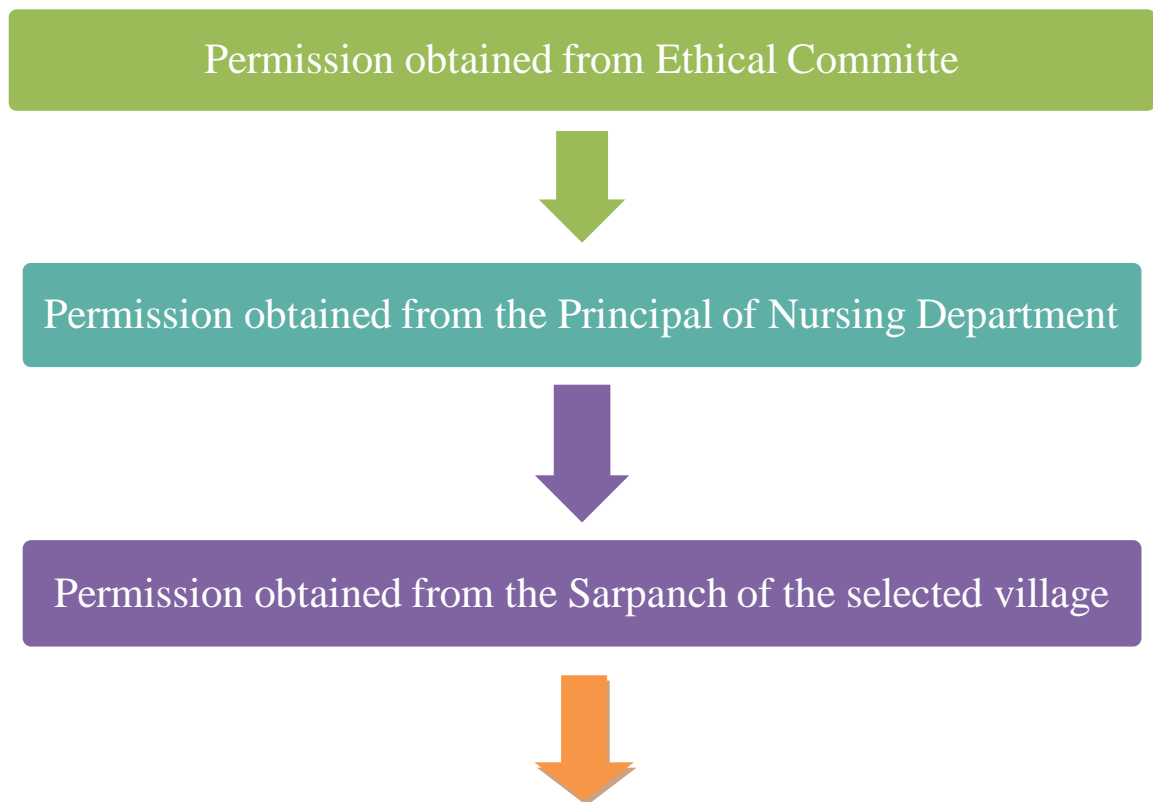 Permission obtained from Ethical Committe
Permission obtained from the Principal of Nursing Department
Permission obtained from the Sarpanch of the selected village